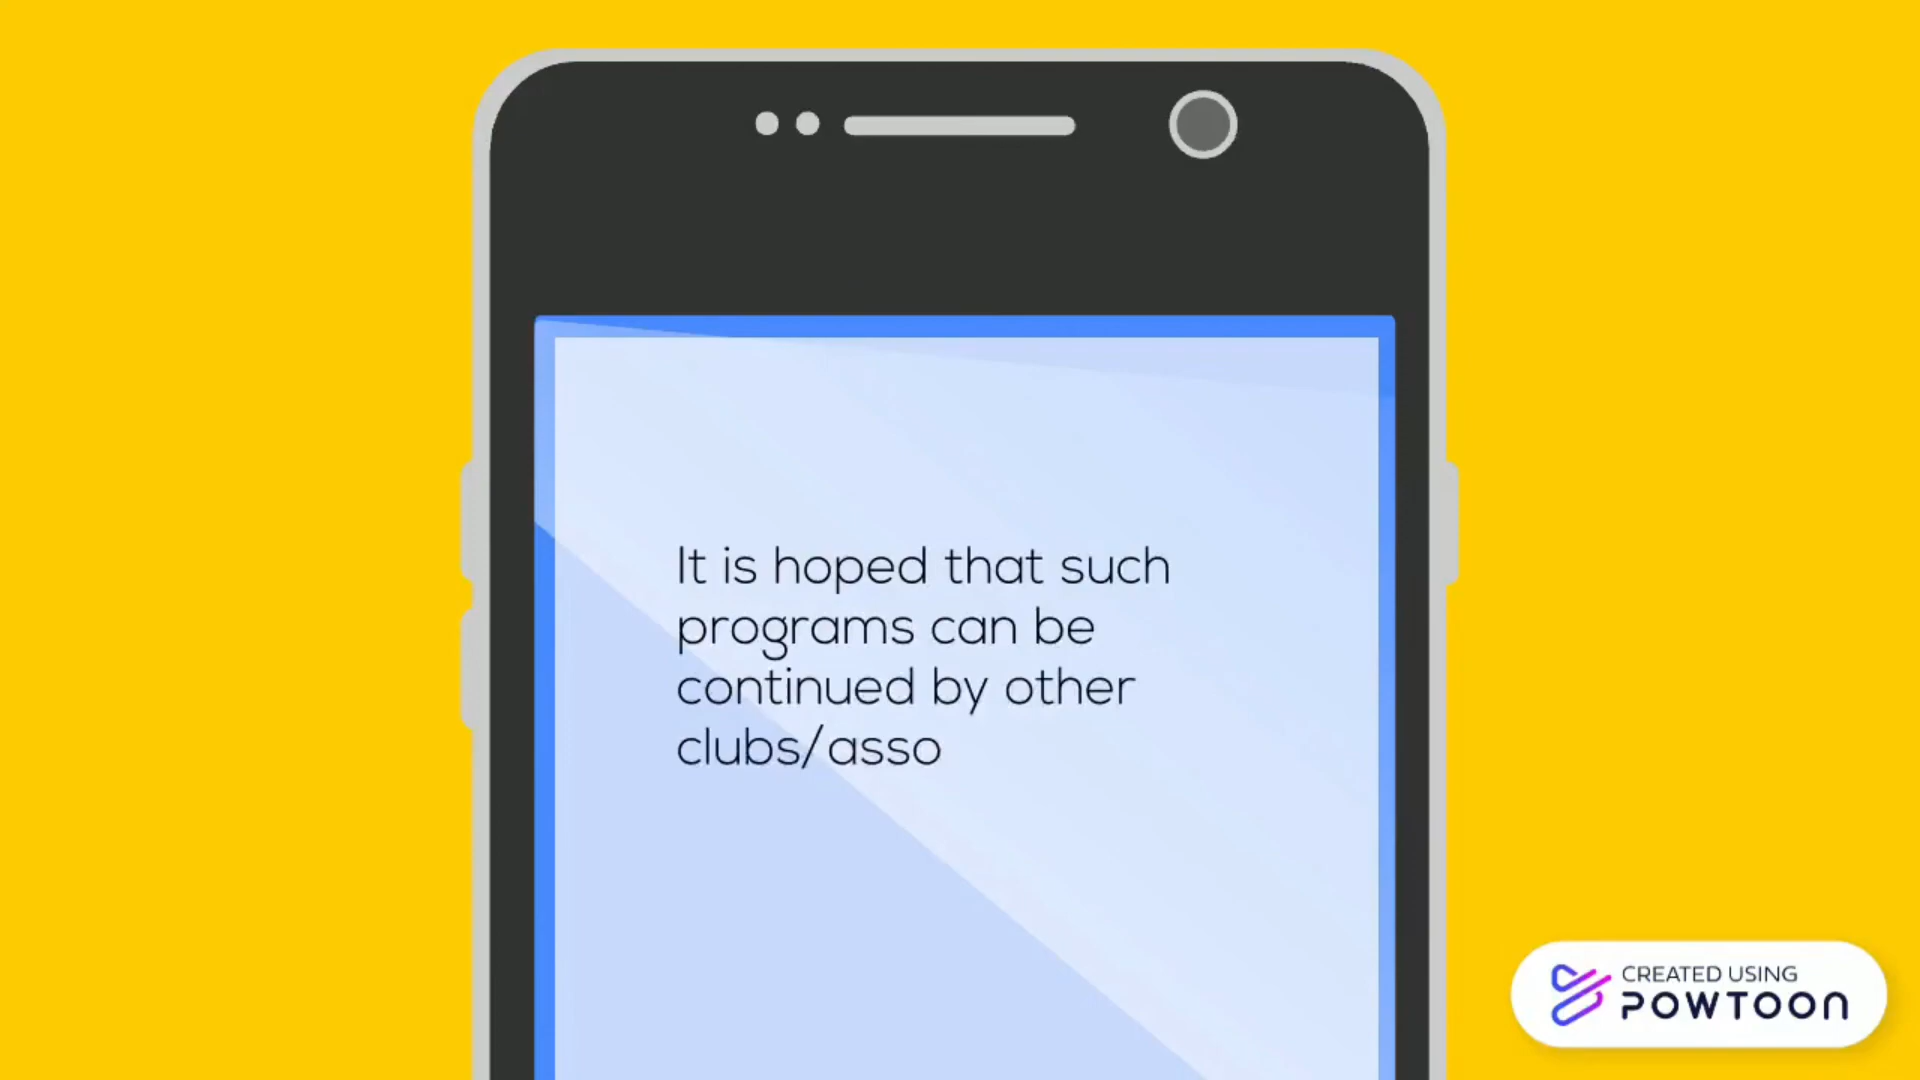 It is hoped that such
programs can be
continued by other
clubs/asso
CREATED USING
POWTOON